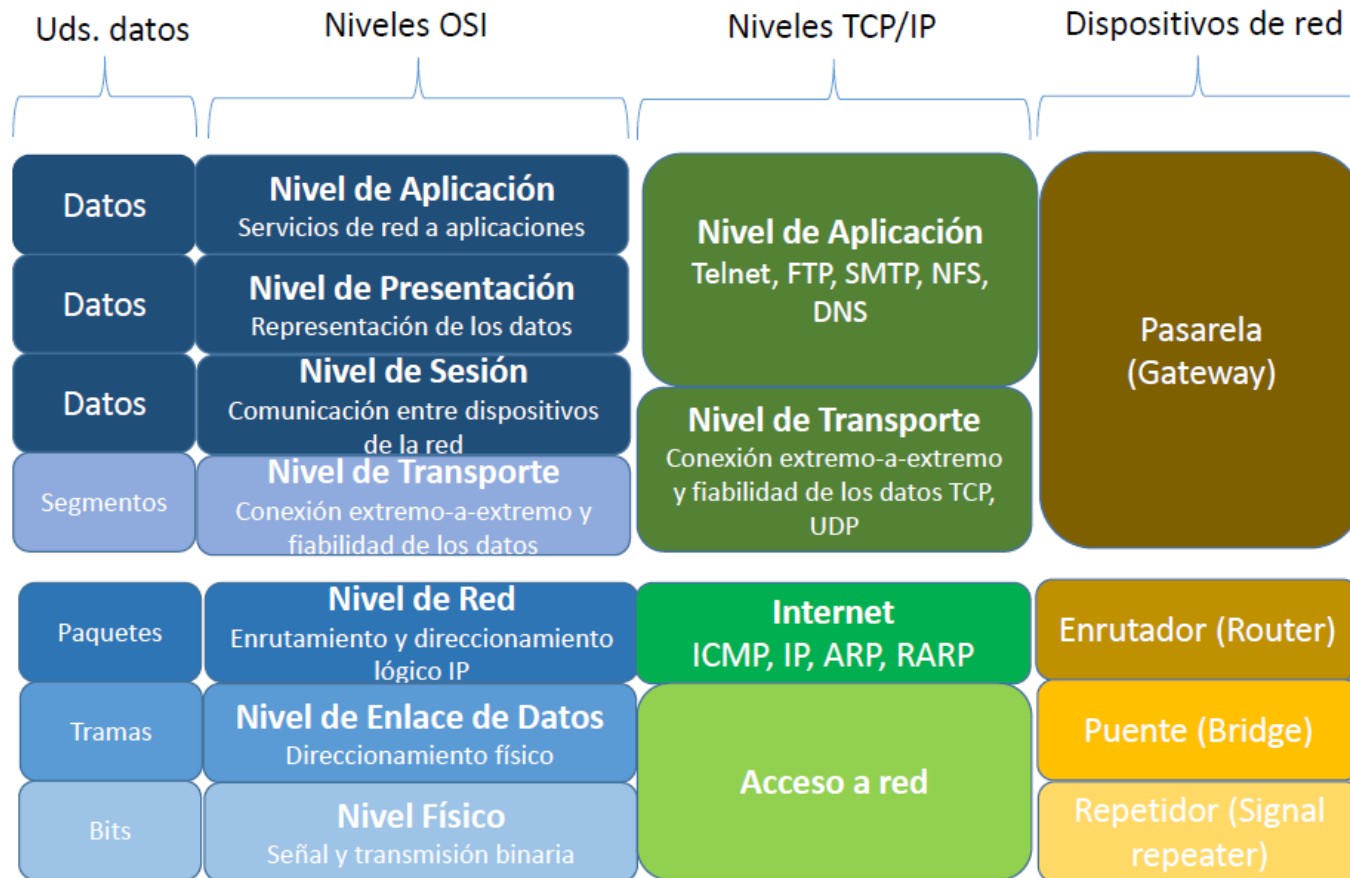 Uds. datos
Niveles OSI
Niveles TCP/IP
Dispositivos de red
Datos
Nivel de Aplicación
Servicios de red a aplicaciones
Datos
Nivel de Presentación
Representación de los datos
Datos
Nivel de Sesión
Comunicación entre dispositivos
de la red
Segmentos
Nivel de Transporte
Conexión extremo-a-extremo y
fiabilidad de los datos
Nivel de Aplicación
Telnet, FTP, SMTP, NFS,
DNS
Nivel de Transporte
Conexión extremo-a-extremo
y fiabilidad de los datos TCP,
UDP
Pasarela
(Gateway)
Paquetes
Nivel de Red
Enrutamiento y direccionamiento
lógico IP
Internet
ICMP, IP, ARP, RARP
Enrutador (Router)
Tramas
Nivel de Enlace de Datos
Direccionamiento físico
Puente (Bridge)
Bits
Nivel Físico
Señal y transmisión binaria
Acceso a red
Repetidor (Signal
repeater)